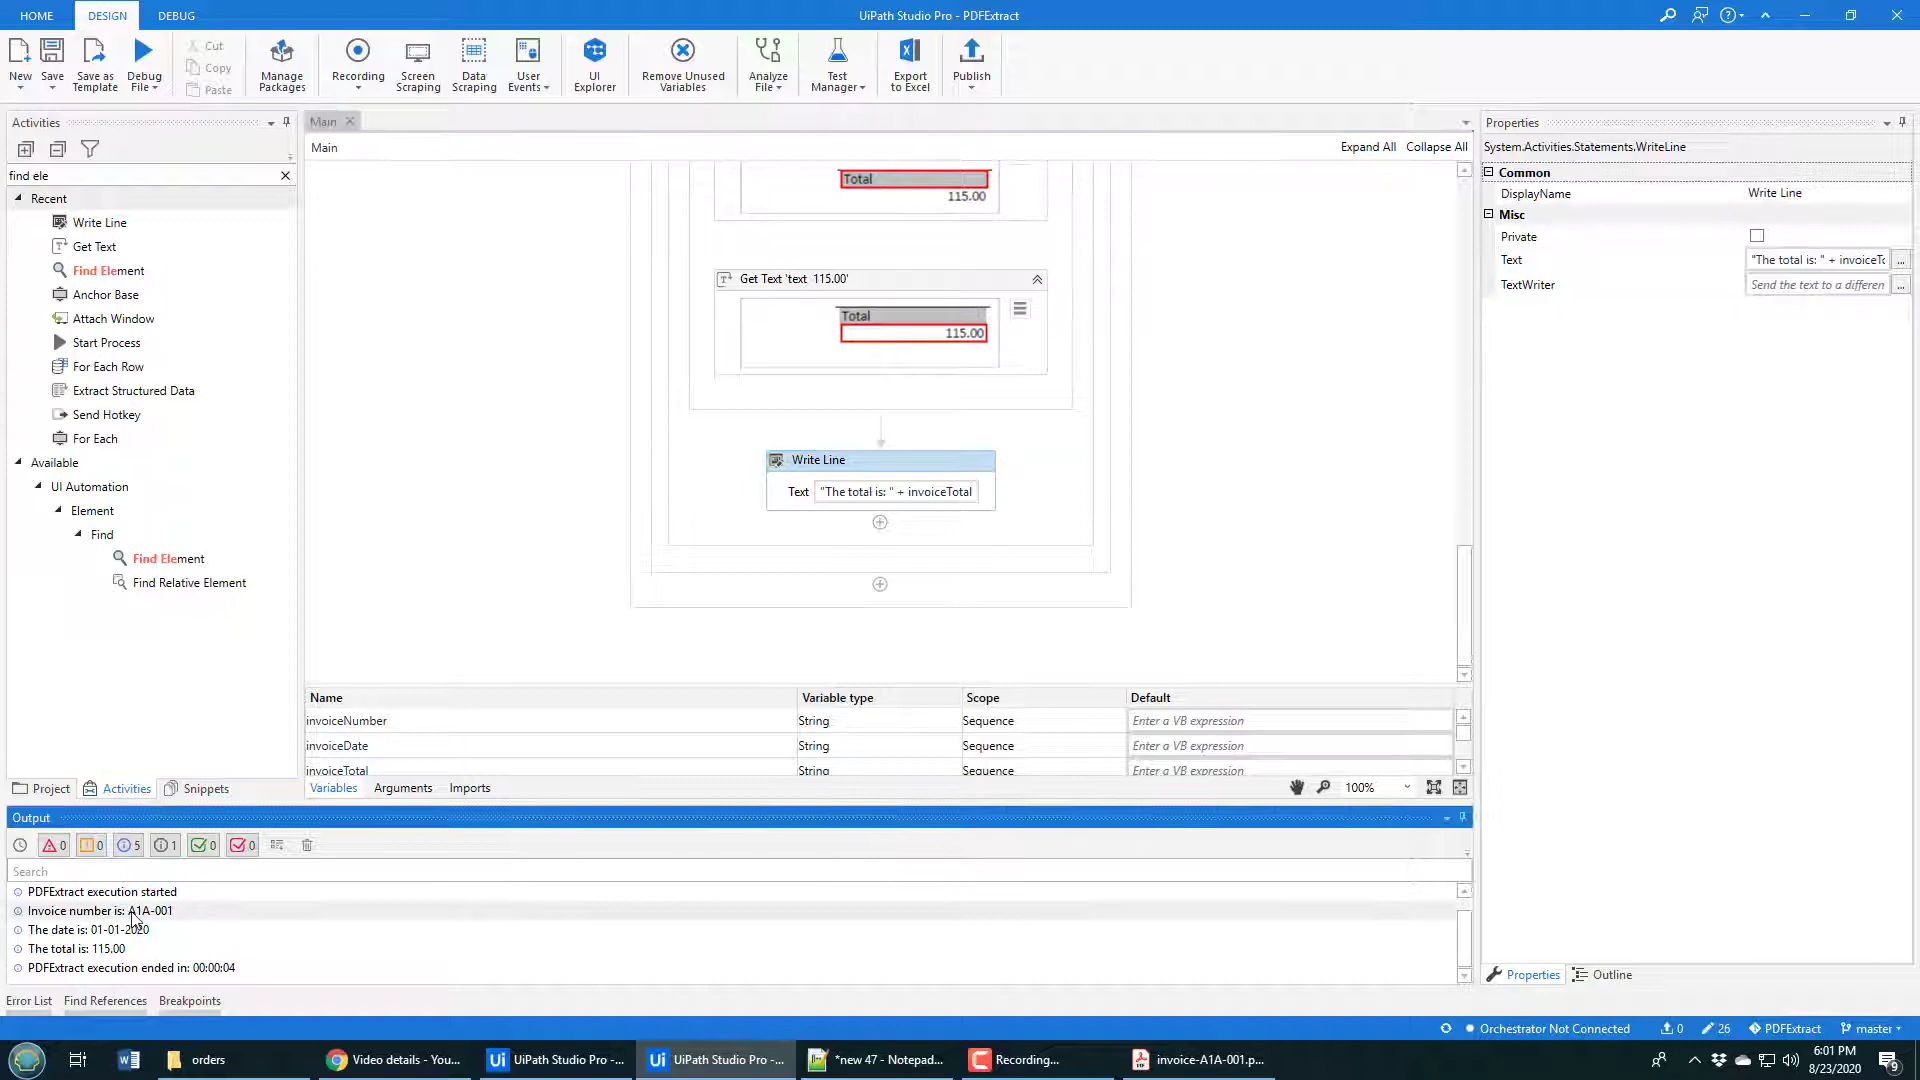 HOME DESIGN DEBUG UiPath Studio Pro - PDFExtract
New Save Save as Template Debug File Cut Copy Paste Manage Packages Recording Screen Scraping Data Scraping User Events UI Explorer Remove Unused Variables Analyze File Test Manager Export to Excel Publish
Activities
find ele
Recent
Write Line
Get Text
Find Element
Anchor Base
Attach Window
Start Process
For Each Row
Extract Structured Data
Send Hotkey
For Each
Available
UI Automation
Element
Find
Find Element
Find Relative Element
Project Activities Snippets
Main
Main Expand All Collapse All
Total
115.00
Get Text 'text 115.00'
Total
115.00
Write Line
Text "The total is: " + invoiceTotal
Name Variable type Scope Default
invoiceNumber String Sequence Enter a VB expression
invoiceDate String Sequence Enter a VB expression
invoiceTotal String Sequence Enter a VB expression
Variables Arguments Imports 100%
Properties
System.Activities.Statements.WriteLine
Common
DisplayName Write Line
Misc
Private
Text "The total is: " + invoiceTo ...
TextWriter Send the text to a differen ...
Properties Outline
Output
0 0 5 1 0 0
Search
PDFExtract execution started
Invoice number is: A1A-001
The date is: 01-01-2020
The total is: 115.00
PDFExtract execution ended in: 00:00:04
Error List Find References Breakpoints
Orchestrator Not Connected 0 26 PDFExtract master
orders Video details - You... UiPath Studio Pro -... UiPath Studio Pro -... *new 47 - Notepad... Recording... invoice-A1A-001.p...
6:01 PM
8/23/2020
9